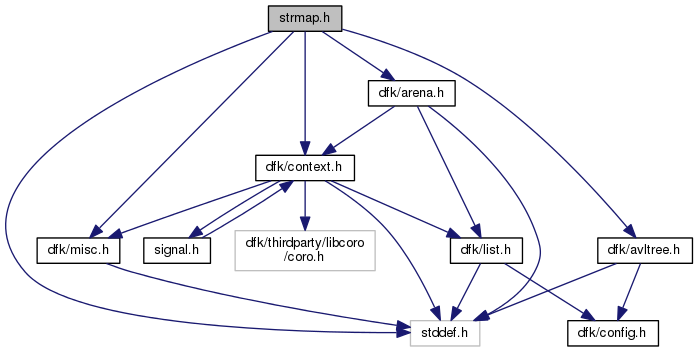 strmap.h
dfk/arena.h
dfk/context.h
dfk/misc.h
signal.h
dfk/thirdparty/libcoro
/coro.h
dfk/list.h
dfk/avltree.h
stddef.h
dfk/config.h